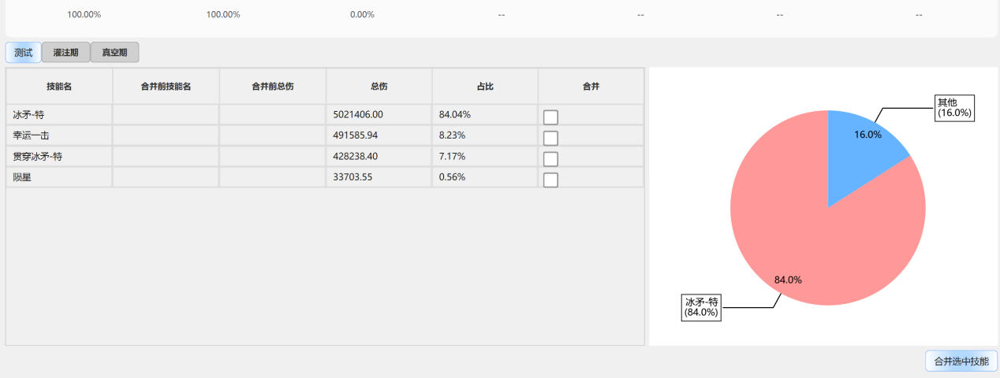 100.00% 100.00% 0.00% -- -- -- --
测试 灌注期 真空期
技能名 合并前技能名 合并前总伤 总伤 占比 合并
冰矛-特 5021406.00 84.04%
幸运一击 491585.94 8.23%
贯穿冰矛-特 428238.40 7.17%
陨星 33703.55 0.56%
其他
(16.0%)
16.0%
84.0%
冰矛-特
(84.0%)
合并选中技能